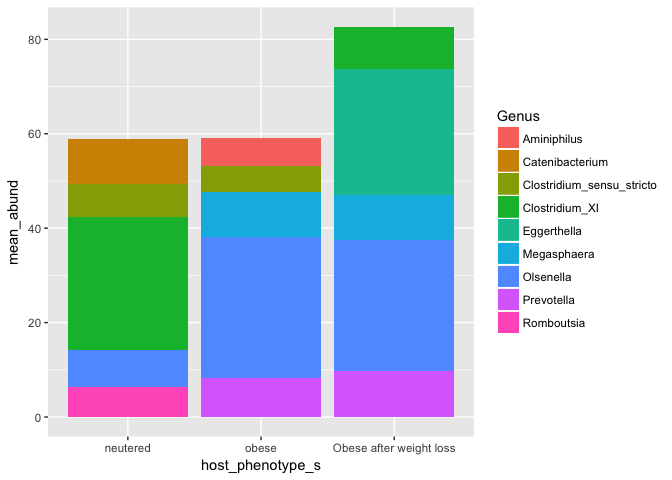 mean_abund
80
60
40
20
0
neutered
obese
Obese after weight loss
host_phenotype_s
Genus
Aminiphilus
Catenibacterium
Clostridium_sensu_stricto
Clostridium_XI
Eggerthella
Megasphaera
Olsenella
Prevotella
Romboutsia